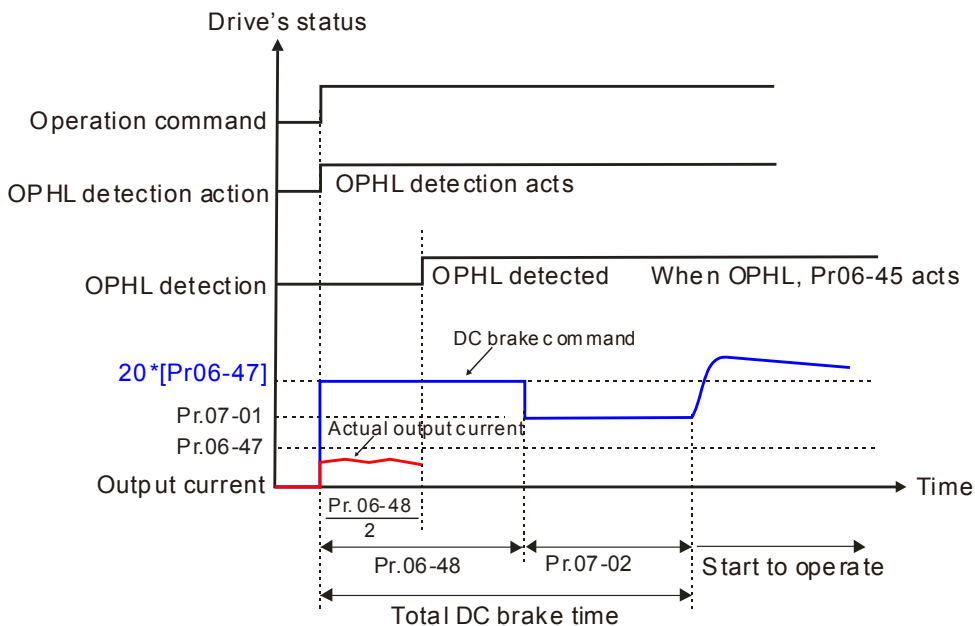 Drive's status
Operation command
OPHL detection action
OPHL detection acts
OPHL detection
OPHL detected
When OPHL, Pr06-45 acts
DC brake command
20*[Pr06-47]
Pr.07-01
Actual output current
Pr.06-47
Output current
Time
Pr. 06-48
2
Pr.06-48
Pr.07-02
Start to operate
Total DC brake time